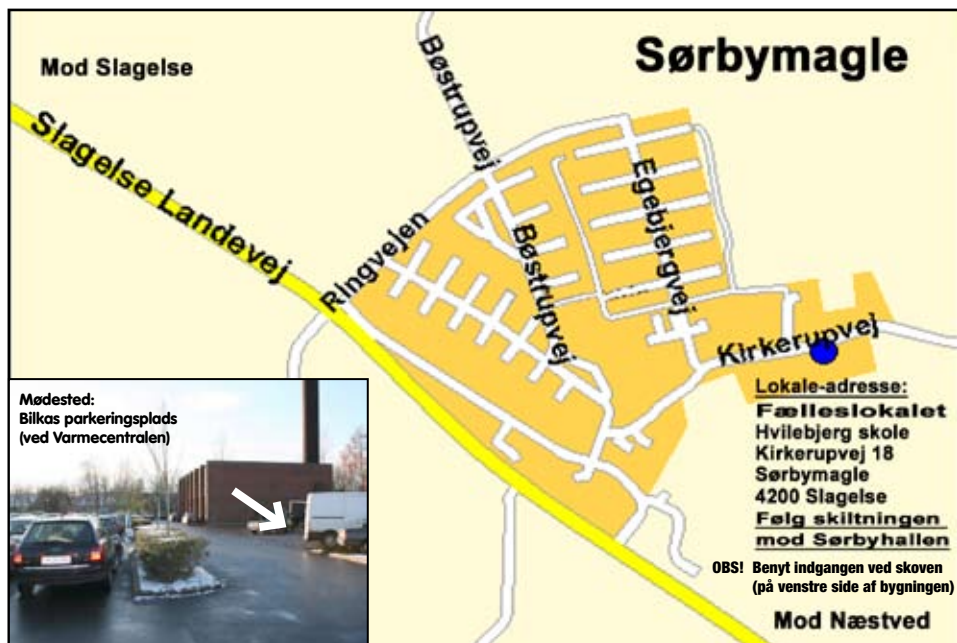 Sørbymagle
Mod Slagelse
Bøstrupvej
Slagelse Landevej
Ringvejen
Bøstrupvej
Egebjergvej
Kirkerupvej
Mødested:
Bilkas parkeringsplads
(ved Varmecentralen)
Lokale-adresse:
Fælleslokalet
Hvilebjerg skole
Kirkerupvej 18
Sørbymagle
4200 Slagelse
Følg skiltningen
mod Sørbyhallen
OBS! Benyt indgangen ved skoven
(på venstre side af bygningen)
Mod Næstved